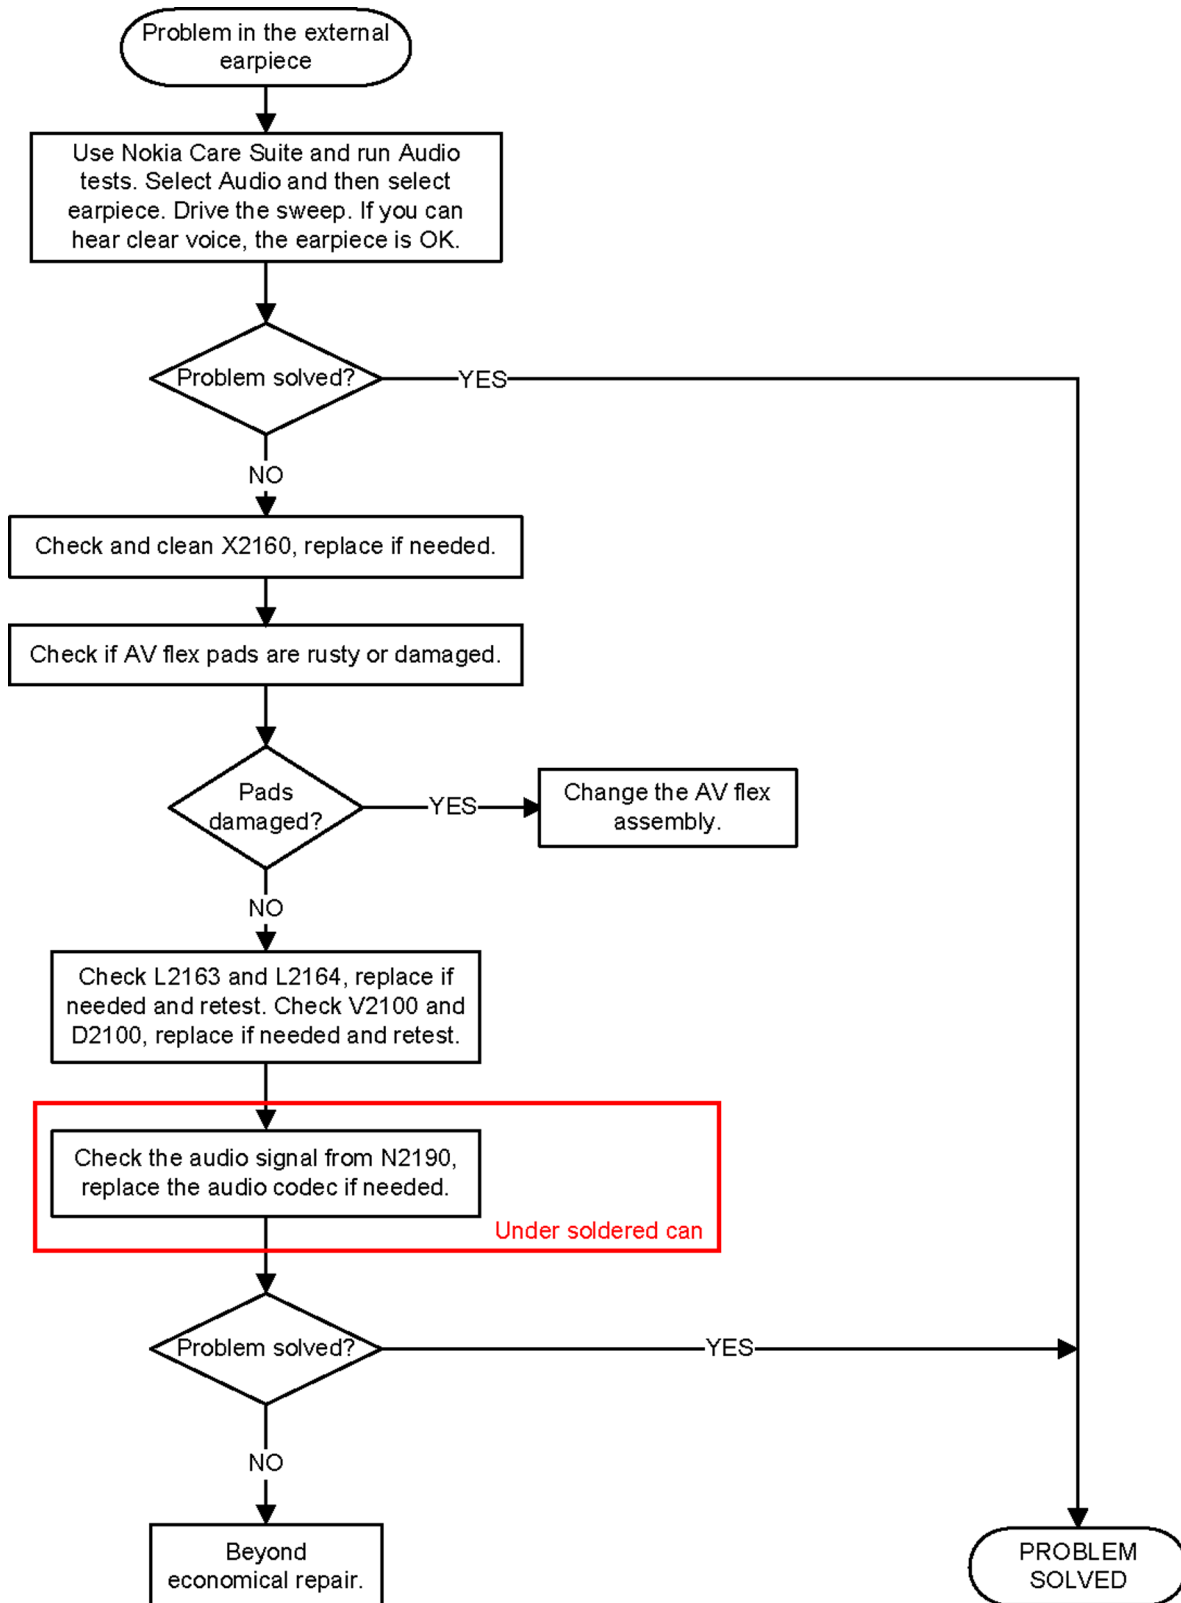 Problem in the external
earpiece
Use Nokia Care Suite and run Audio
tests. Select Audio and then select
earpiece. Drive the sweep. If you can
hear clear voice, the earpiece is OK.
Problem solved?
YES
NO
Check and clean X2160, replace if needed.
Check if AV flex pads are rusty or damaged.
Pads
damaged?
YES
Change the AV flex
assembly.
NO
Check L2163 and L2164, replace if
needed and retest. Check V2100 and
D2100, replace if needed and retest.
Check the audio signal from N2190,
replace the audio codec if needed.
Under soldered can
Problem solved?
YES
NO
Beyond
economical repair.
PROBLEM
SOLVED